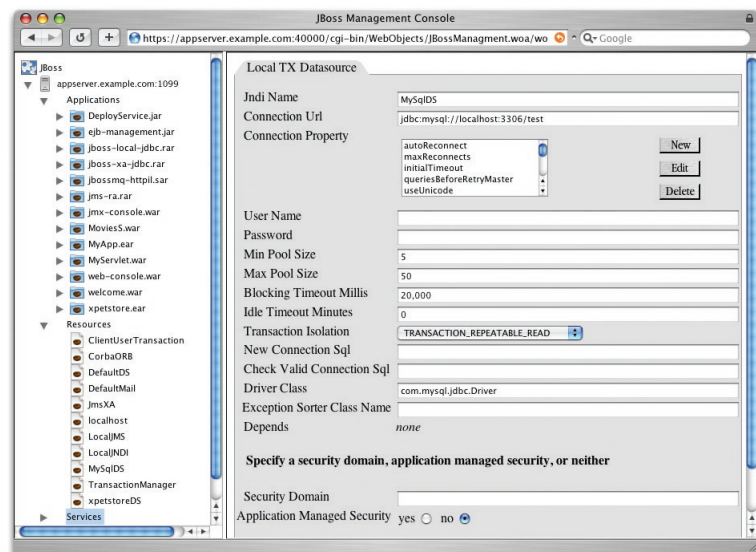 JBoss Management Console
https://appserver.example.com:40000/cgi-bin/WebObjects/JBossManagment.woa/wo
Google
JBoss
appserver.example.com:1099
Applications
DeployService.jar
ejb-management.jar
jboss-local-jdbc.rar
jboss-xa-jdbc.rar
jbossmq-httpil.sar
jms-ra.rar
jmx-console.war
MoviesS.war
MyApp.ear
MyServlet.war
web-console.war
welcome.war
xpetstore.ear
Resources
ClientUserTransaction
CorbaORB
DefaultDS
DefaultMail
JmsXA
localhost
LocalJMS
LocalJNDI
MySqlDS
TransactionManager
xpetstoreDS
Services
Local TX Datasource
Jndi Name MySqlDS
Connection Url jdbc:mysql://localhost:3306/test
Connection Property
autoReconnect
maxReconnects
initialTimeout
queriesBeforeRetryMaster
useUnicode
New
Edit
Delete
User Name
Password
Min Pool Size 5
Max Pool Size 50
Blocking Timeout Millis 20,000
Idle Timeout Minutes 0
Transaction Isolation TRANSACTION_REPEATABLE_READ
New Connection Sql
Check Valid Connection Sql
Driver Class com.mysql.jdbc.Driver
Exception Sorter Class Name
Depends none
Specify a security domain, application managed security, or neither
Security Domain
Application Managed Security yes no